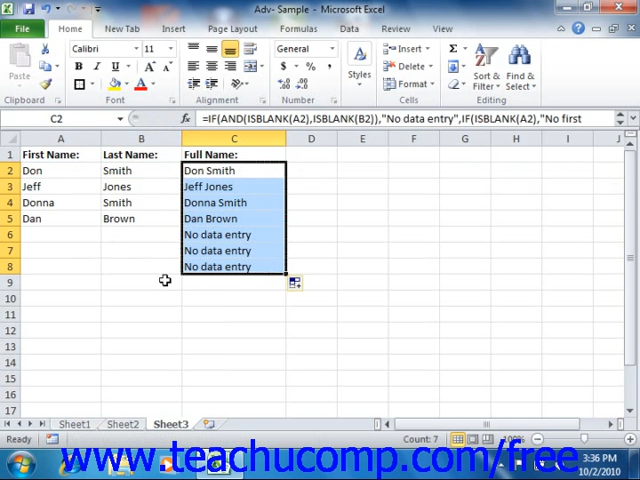 Adv- Sample - Microsoft Excel
File Home New Tab Insert Page Layout Formulas Data Review View
Calibri 11 General Insert Σ
Paste B I U $ % , Styles Delete Sort & Filter Find & Select
A Format
Clipboard Font Alignment Number Cells Editing
C2 fx =IF(AND(ISBLANK(A2),ISBLANK(B2)),"No data entry",IF(ISBLANK(A2),"No first
A B C D E F G H I J
1 First Name: Last Name: Full Name:
2 Don Smith Don Smith
3 Jeff Jones Jeff Jones
4 Donna Smith Donna Smith
5 Dan Brown Dan Brown
6 No data entry
7 No data entry
8 No data entry
9
10
11
12
13
14
15
16
17
Sheet1 Sheet2 Sheet3
Ready Count: 7 100%
www.teachucomp.com/free
3:36 PM
10/2/2010